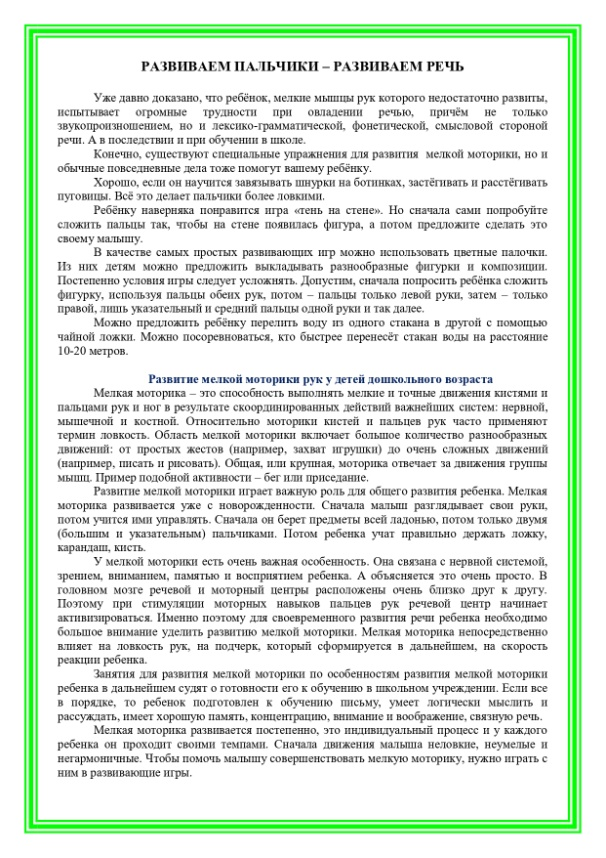 РАЗВИВАЕМ ПАЛЬЧИКИ – РАЗВИВАЕМ РЕЧЬ
Уже давно доказано, что ребёнок, мелкие мышцы рук которого недостаточно развиты,
испытывает огромные трудности при овладении речью, причём не только
звукопроизношением, но и лексико-грамматической, фонетической, смысловой стороной
речи. А в последствии и при обучении в школе.
Конечно, существуют специальные упражнения для развития мелкой моторики, но и
обычные повседневные дела тоже помогут вашему ребёнку.
Хорошо, если он научится завязывать шнурки на ботинках, застёгивать и расстёгивать
пуговицы. Всё это делает пальчики более ловкими.
Ребёнку наверняка понравится игра «тень на стене». Но сначала сами попробуйте
сложить пальцы так, чтобы на стене появилась фигура, а потом предложите сделать это
своему малышу.
В качестве самых простых развивающих игр можно использовать цветные палочки.
Из них детям можно предложить выкладывать разнообразные фигурки и композиции.
Постепенно условия игры следует усложнять. Допустим, сначала попросить ребёнка сложить
фигурку, используя пальцы обеих рук, потом – пальцы только левой руки, затем – только
правой, лишь указательный и средний пальцы одной руки и так далее.
Можно предложить ребёнку перелить воду из одного стакана в другой с помощью
чайной ложки. Можно посоревноваться, кто быстрее перенесёт стакан воды на расстояние
10-20 метров.
Развитие мелкой моторики рук у детей дошкольного возраста
Мелкая моторика – это способность выполнять мелкие и точные движения кистями и
пальцами рук и ног в результате скоординированных действий важнейших систем: нервной,
мышечной и костной. Относительно моторики кистей и пальцев рук часто применяют
термин ловкость. Область мелкой моторики включает большое количество разнообразных
движений: от простых жестов (например, захват игрушки) до очень сложных движений
(например, писать и рисовать). Общая, или крупная, моторика отвечает за движения группы
мышц. Пример подобной активности – бег или приседание.
Развитие мелкой моторики играет важную роль для общего развития ребенка. Мелкая
моторика развивается уже с новорожденности. Сначала малыш разглядывает свои руки,
потом учится ими управлять. Сначала он берет предметы всей ладонью, потом только двумя
(большим и указательным) пальчиками. Потом ребенка учат правильно держать ложку,
карандаш, кисть.
У мелкой моторики есть очень важная особенность. Она связана с нервной системой,
зрением, вниманием, памятью и восприятием ребенка. А объясняется это очень просто. В
головном мозге речевой и моторный центры расположены очень близко друг к другу.
Поэтому при стимуляции моторных навыков пальцев рук речевой центр начинает
активизироваться. Именно поэтому для своевременного развития речи ребенка необходимо
большое внимание уделить развитию мелкой моторики. Мелкая моторика непосредственно
влияет на ловкость рук, на подчерк, который сформируется в дальнейшем, на скорость
реакции ребенка.
Занятия для развития мелкой моторики по особенностям развития мелкой моторики
ребенка в дальнейшем судят о готовности его к обучению в школьном учреждении. Если все
в порядке, то ребенок подготовлен к обучению письму, умеет логически мыслить и
рассуждать, имеет хорошую память, концентрацию, внимание и воображение, связную речь.
Мелкая моторика развивается постепенно, это индивидуальный процесс и у каждого
ребенка он проходит своими темпами. Сначала движения малыша неловкие, неумелые и
негармоничные. Чтобы помочь малышу совершенствовать мелкую моторику, нужно играть с
ним в развивающие игры.